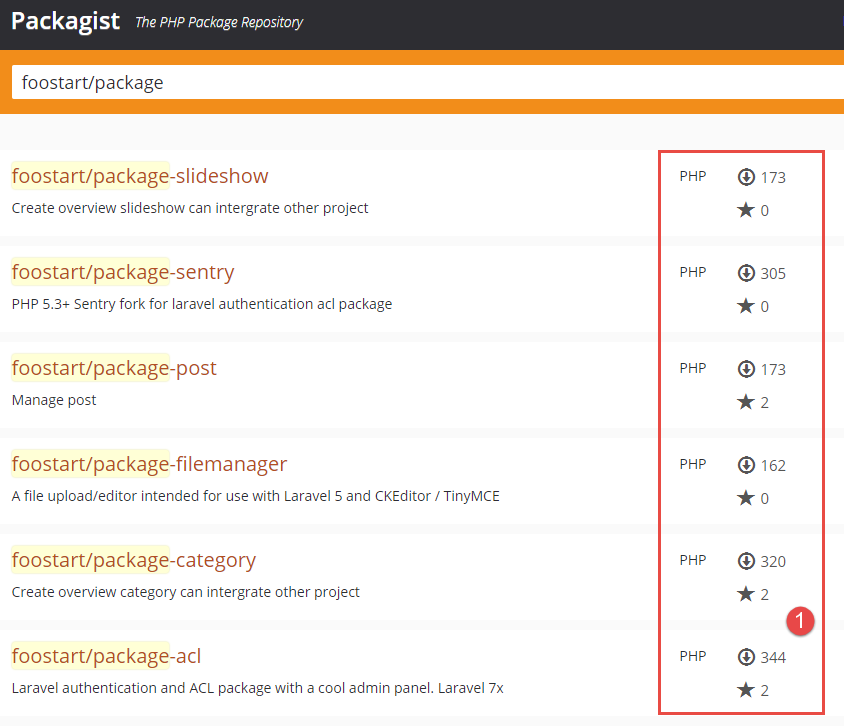 Packagist The PHP Package Repository
foostart/package
foostart/package-slideshow PHP 173
Create overview slideshow can intergrate other project 0
foostart/package-sentry PHP 305
PHP 5.3+ Sentry fork for laravel authentication acl package 0
foostart/package-post PHP 173
Manage post 2
foostart/package-filemanager PHP 162
A file upload/editor intended for use with Laravel 5 and CKEditor / TinyMCE 0
foostart/package-category PHP 320
Create overview category can intergrate other project 2
1
foostart/package-acl PHP 344
Laravel authentication and ACL package with a cool admin panel. Laravel 7x 2